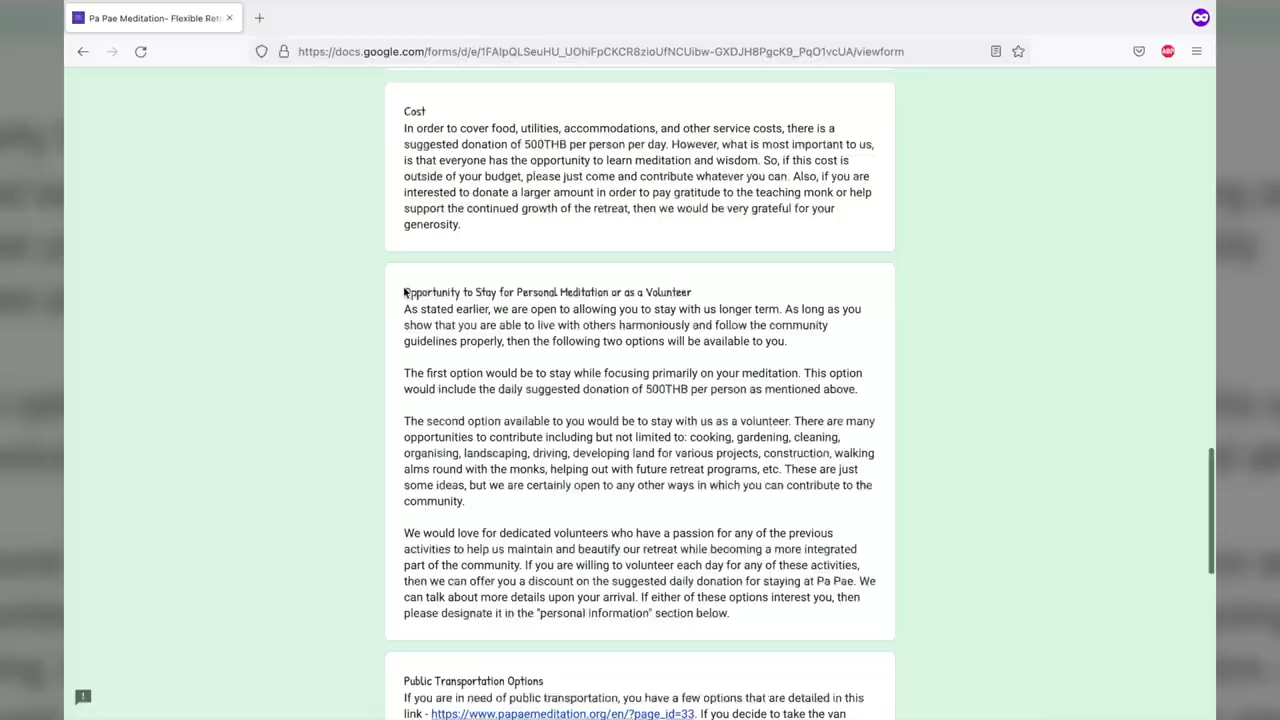 Pa Pae Meditation- Flexible Retr
https://docs.google.com/forms/d/e/1FAIpQLSeuHU_UOhiFpCKCR8zioUfNCUibw-GXDJH8PgcK9_PqO1vcUA/viewform
ABP
Cost
In order to cover food, utilities, accommodations, and other service costs, there is a
suggested donation of 500THB per person per day. However, what is most important to us,
is that everyone has the opportunity to learn meditation and wisdom. So, if this cost is
outside of your budget, please just come and contribute whatever you can. Also, if you are
interested to donate a larger amount in order to pay gratitude to the teaching monk or help
support the continued growth of the retreat, then we would be very grateful for your
generosity.
Opportunity to Stay for Personal Meditation or as a Volunteer
As stated earlier, we are open to allowing you to stay with us longer term. As long as you
show that you are able to live with others harmoniously and follow the community
guidelines properly, then the following two options will be available to you.
The first option would be to stay while focusing primarily on your meditation. This option
would include the daily suggested donation of 500THB per person as mentioned above.
The second option available to you would be to stay with us as a volunteer. There are many
opportunities to contribute including but not limited to: cooking, gardening, cleaning,
organising, landscaping, driving, developing land for various projects, construction, walking
alms round with the monks, helping out with future retreat programs, etc. These are just
some ideas, but we are certainly open to any other ways in which you can contribute to the
community.
We would love for dedicated volunteers who have a passion for any of the previous
activities to help us maintain and beautify our retreat while becoming a more integrated
part of the community. If you are willing to volunteer each day for any of these activities,
then we can offer you a discount on the suggested daily donation for staying at Pa Pae. We
can talk about more details upon your arrival. If either of these options interest you, then
please designate it in the "personal information" section below.
Public Transportation Options
If you are in need of public transportation, you have a few options that are detailed in this
link - https://www.papaemeditation.org/en/?page_id=33. If you decide to take the van